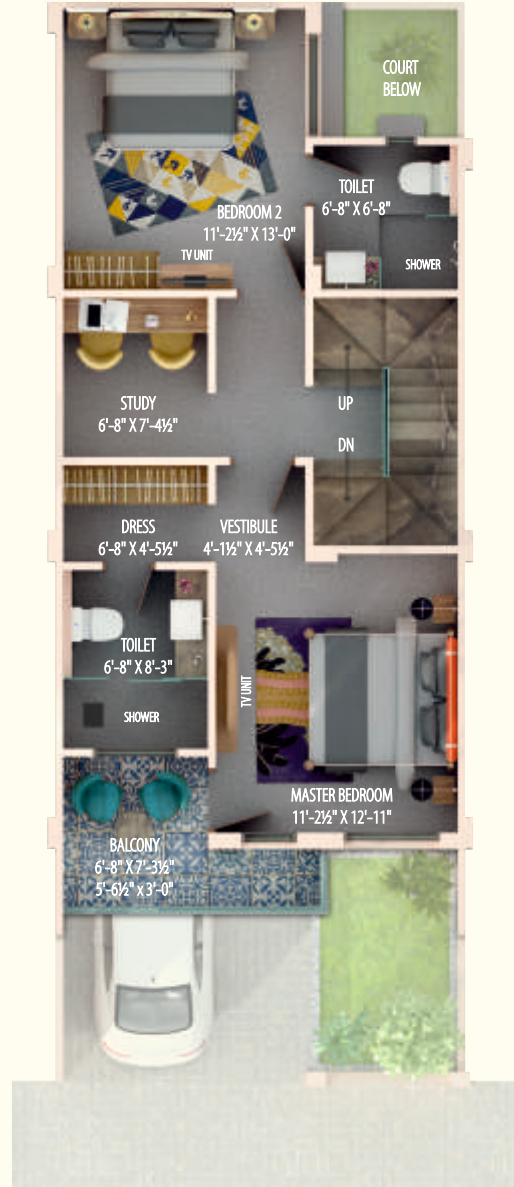 COURT
BELOW
TOILET
6'-8" X 6'-8"
SHOWER
BEDROOM 2
11'-2½" X 13'-0"
TV UNIT
STUDY
6'-8" X 7'-4½"
UP
DN
DRESS
6'-8" X 4'-5½"
VESTIBULE
4'-1½" X 4'-5½"
TOILET
6'-8" X 8'-3"
SHOWER
TV UNIT
MASTER BEDROOM
11'-2½" X 12'-11"
BALCONY
6'-8" X 7'-3½"
5'-6½" x 3'-0"